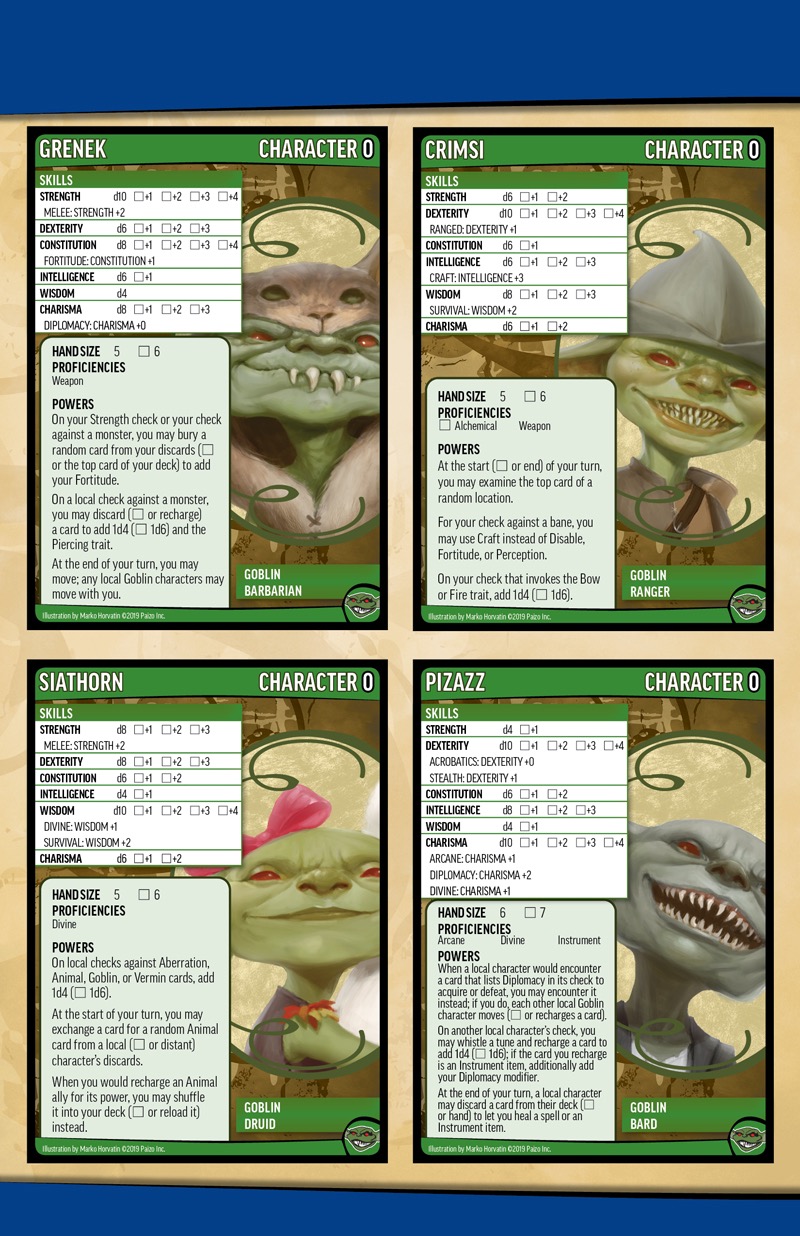 GRENEK CHARACTER 0
SKILLS
STRENGTH d10 ☐+1 ☐+2 ☐+3 ☐+4
MELEE: STRENGTH +2
DEXTERITY d6 ☐+1 ☐+2 ☐+3
CONSTITUTION d8 ☐+1 ☐+2 ☐+3 ☐+4
FORTITUDE: CONSTITUTION +1
INTELLIGENCE d6 ☐+1
WISDOM d4
CHARISMA d8 ☐+1 ☐+2 ☐+3
DIPLOMACY: CHARISMA +0
HAND SIZE 5 ☐ 6
PROFICIENCIES
Weapon
POWERS
On your Strength check or your check
against a monster, you may bury a
random card from your discards (☐
or the top card of your deck) to add
your Fortitude.
On a local check against a monster,
you may discard (☐ or recharge)
a card to add 1d4 (☐ 1d6) and the
Piercing trait.
At the end of your turn, you may
move; any local Goblin characters may
move with you.
GOBLIN
BARBARIAN
Illustration by Marko Horvatin ©2019 Paizo Inc.
CRIMSI CHARACTER 0
SKILLS
STRENGTH d6 ☐+1 ☐+2
DEXTERITY d10 ☐+1 ☐+2 ☐+3 ☐+4
RANGED: DEXTERITY +1
CONSTITUTION d6 ☐+1
INTELLIGENCE d6 ☐+1 ☐+2 ☐+3
CRAFT: INTELLIGENCE +3
WISDOM d8 ☐+1 ☐+2 ☐+3
SURVIVAL: WISDOM +2
CHARISMA d6 ☐+1 ☐+2
HAND SIZE 5 ☐ 6
PROFICIENCIES
☐ Alchemical Weapon
POWERS
At the start (☐ or end) of your turn,
you may examine the top card of a
random location.
For your check against a bane, you
may use Craft instead of Disable,
Fortitude, or Perception.
On your check that invokes the Bow
or Fire trait, add 1d4 (☐ 1d6).
GOBLIN
RANGER
Illustration by Marko Horvatin ©2019 Paizo Inc.
SIATHORN CHARACTER 0
SKILLS
STRENGTH d8 ☐+1 ☐+2 ☐+3
MELEE: STRENGTH +2
DEXTERITY d8 ☐+1 ☐+2 ☐+3
CONSTITUTION d6 ☐+1 ☐+2
INTELLIGENCE d4 ☐+1
WISDOM d10 ☐+1 ☐+2 ☐+3 ☐+4
DIVINE: WISDOM +1
SURVIVAL: WISDOM +2
CHARISMA d6 ☐+1 ☐+2
HAND SIZE 5 ☐ 6
PROFICIENCIES
Divine
POWERS
On local checks against Aberration,
Animal, Goblin, or Vermin cards, add
1d4 (☐ 1d6).
At the start of your turn, you may
exchange a card for a random Animal
card from a local (☐ or distant)
character's discards.
When you would recharge an Animal
ally for its power, you may shuffle
it into your deck (☐ or reload it)
instead.
GOBLIN
DRUID
Illustration by Marko Horvatin ©2019 Paizo Inc.
PIZAZZ CHARACTER 0
SKILLS
STRENGTH d4 ☐+1
DEXTERITY d10 ☐+1 ☐+2 ☐+3 ☐+4
ACROBATICS: DEXTERITY +0
STEALTH: DEXTERITY +1
CONSTITUTION d6 ☐+1 ☐+2
INTELLIGENCE d8 ☐+1 ☐+2 ☐+3
WISDOM d4 ☐+1
CHARISMA d10 ☐+1 ☐+2 ☐+3 ☐+4
ARCANE: CHARISMA +1
DIPLOMACY: CHARISMA +2
DIVINE: CHARISMA +1
HAND SIZE 6 ☐ 7
PROFICIENCIES
Arcane Divine Instrument
POWERS
When a local character would encounter
a card that lists Diplomacy in its check to
acquire or defeat, you may encounter it
instead; if you do, each other local Goblin
character moves (☐ or recharges a card).
On another local character's check, you
may whistle a tune and recharge a card to
add 1d4 (☐ 1d6); if the card you recharge
is an Instrument item, additionally add
your Diplomacy modifier.
At the end of your turn, a local character
may discard a card from their deck (☐
or hand) to let you heal a spell or an
Instrument item.
GOBLIN
BARD
Illustration by Marko Horvatin ©2019 Paizo Inc.